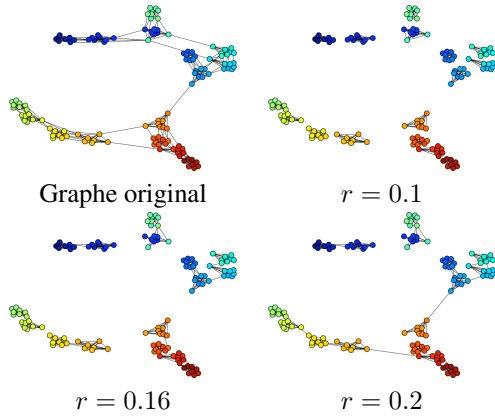 Graphe original
r = 0.1
r = 0.16
r = 0.2